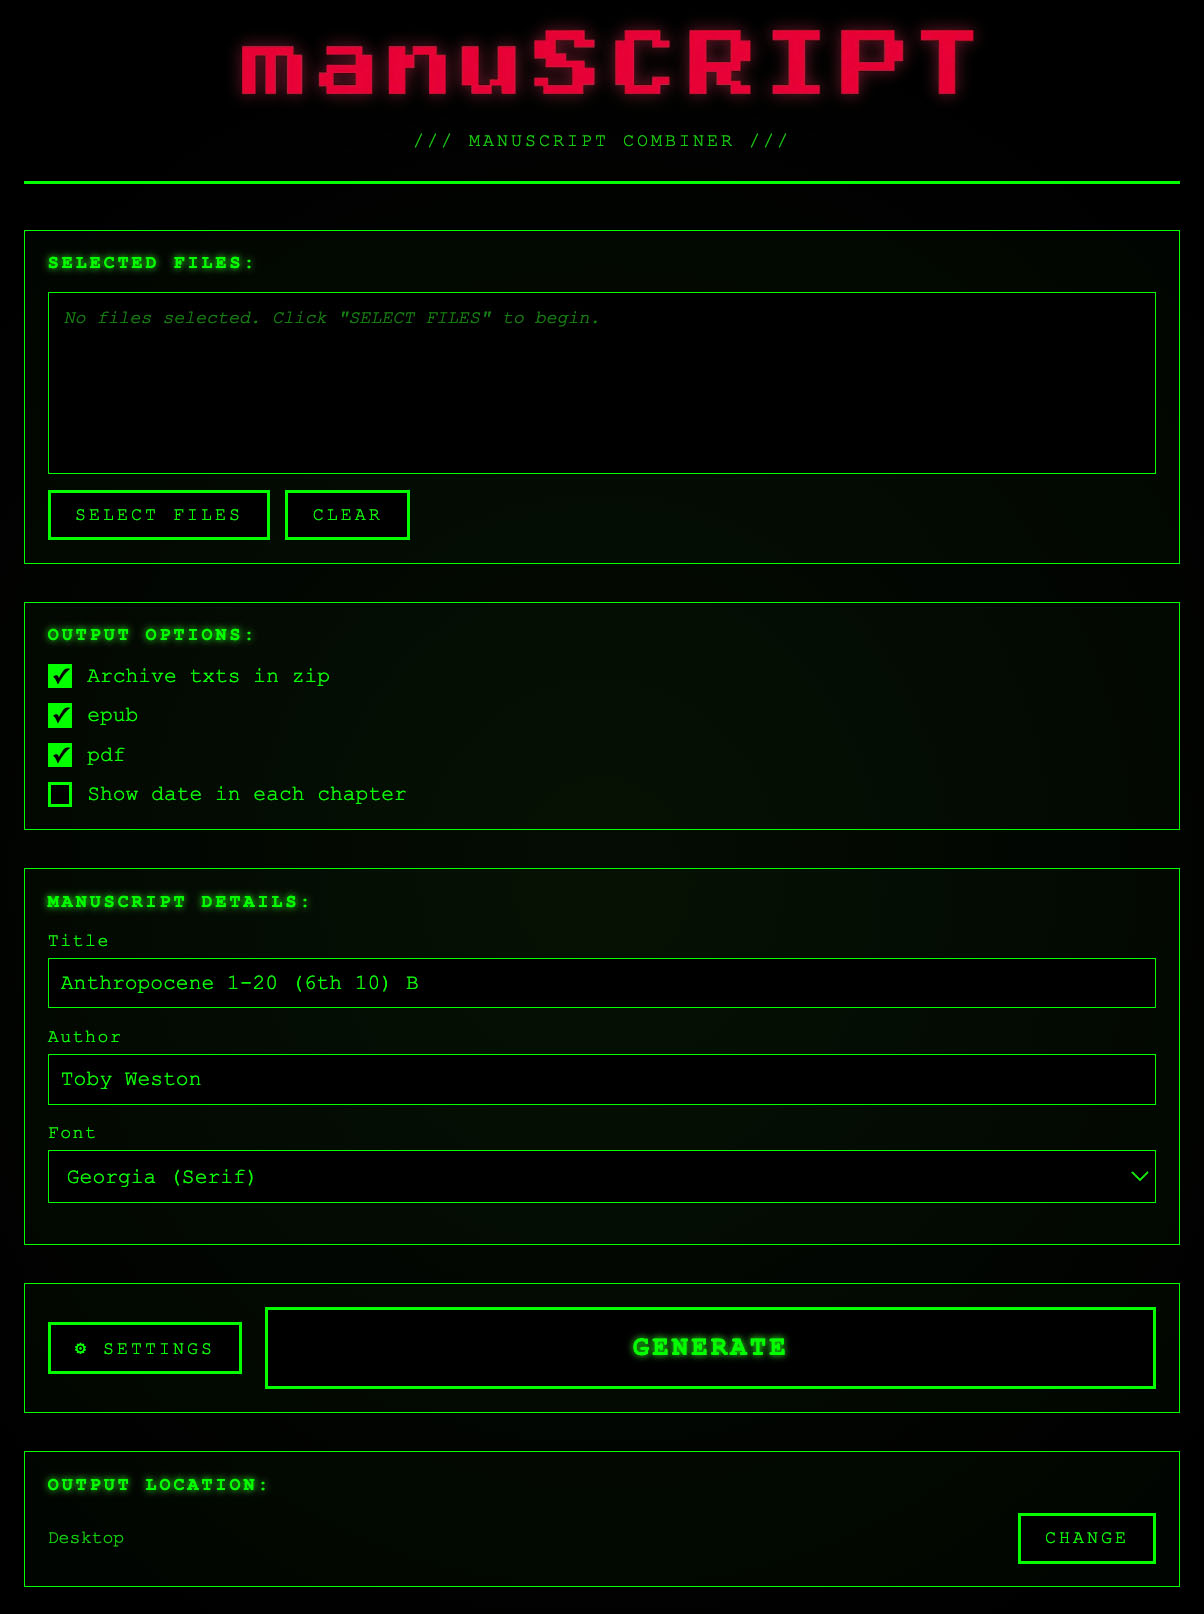 manuSCRIPT
/// MANUSCRIPT COMBINER ///
SELECTED FILES:
No files selected. Click "SELECT FILES" to begin.
SELECT FILES CLEAR
OUTPUT OPTIONS:
Archive txts in zip
epub
pdf
Show date in each chapter
MANUSCRIPT DETAILS:
Title
Anthropocene 1-20 (6th 10) B
Author
Toby Weston
Font
Georgia (Serif)
⚙ SETTINGS GENERATE
OUTPUT LOCATION:
Desktop CHANGE